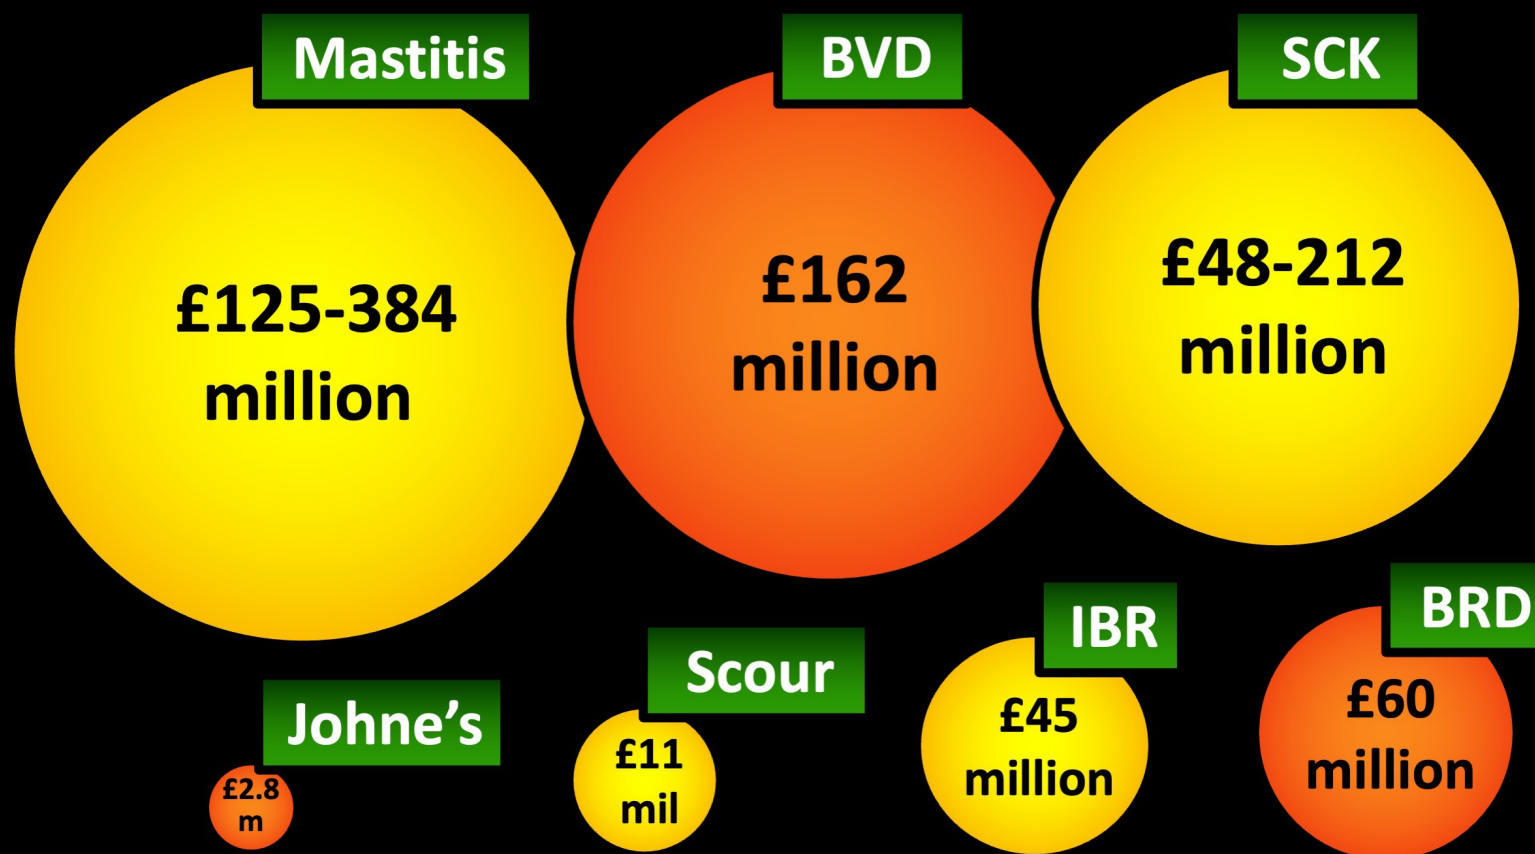 Mastitis
£125-384
million
BVD
£162
million
SCK
£48-212
million
Johne’s
£2.8
m
Scour
£11
mil
IBR
£45
million
BRD
£60
million